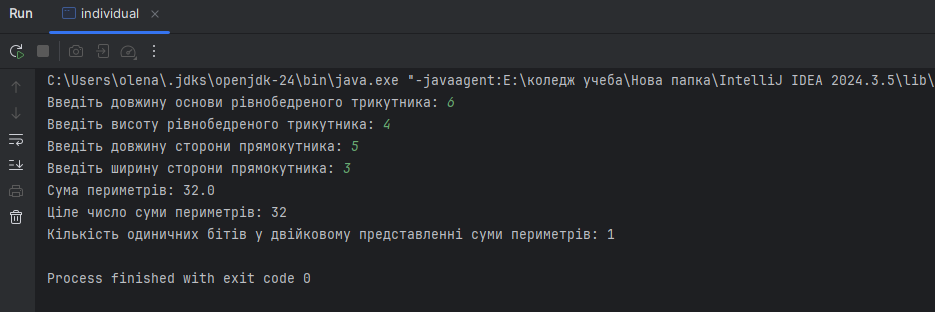 Run individual
C:\Users\olena\.jdks\openjdk-24\bin\java.exe "-javaagent:E:\коледж учеба\Нова папка\IntelliJ IDEA 2024.3.5\lib\
Введіть довжину основи рівнобедреного трикутника: 6
Введіть висоту рівнобедреного трикутника: 4
Введіть довжину сторони прямокутника: 5
Введіть ширину сторони прямокутника: 3
Сума периметрів: 32.0
Ціле число суми периметрів: 32
Кількість одиничних бітів у двійковому представленні суми периметрів: 1
Process finished with exit code 0